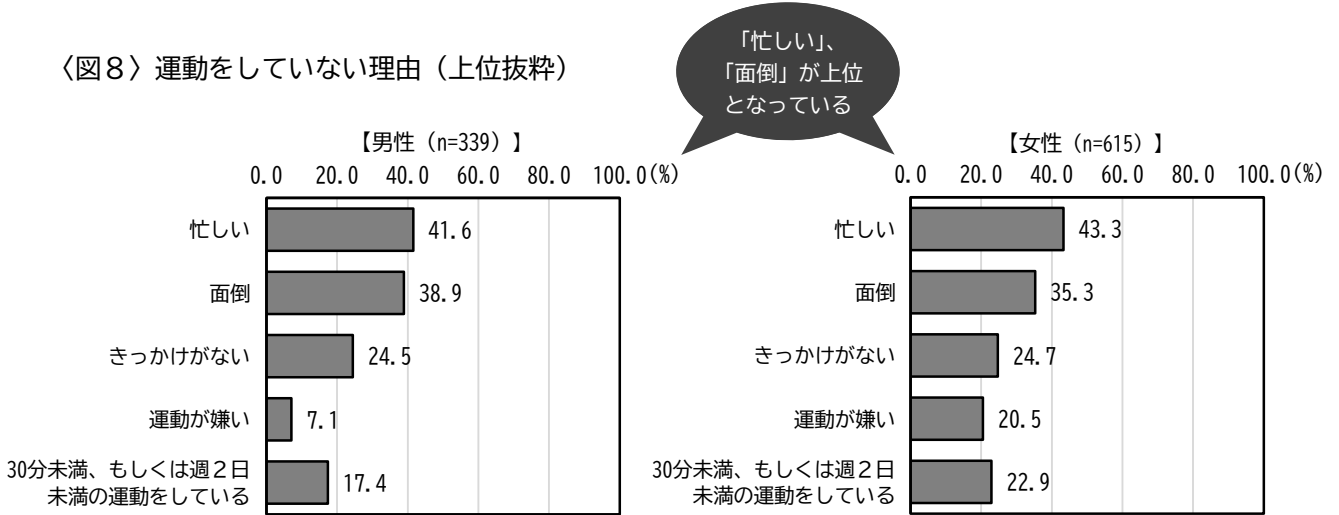 〈図８〉運動をしていない理由（上位抜粋）
「忙しい」、
「面倒」が上位
となっている
【男性（n=339）】
0.0 20.0 40.0 60.0 80.0 100.0(%)
忙しい 41.6
面倒 38.9
きっかけがない 24.5
運動が嫌い 7.1
30分未満、もしくは週２日
未満の運動をしている 17.4
【女性（n=615）】
0.0 20.0 40.0 60.0 80.0 100.0(%)
忙しい 43.3
面倒 35.3
きっかけがない 24.7
運動が嫌い 20.5
30分未満、もしくは週２日
未満の運動をしている 22.9